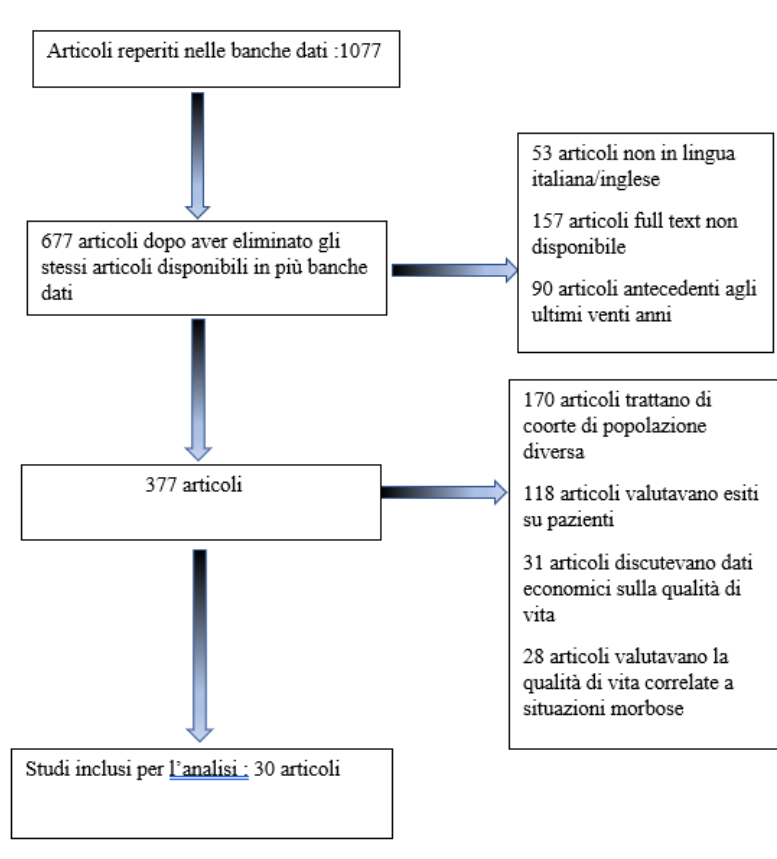 Articoli reperiti nelle banche dati :1077
53 articoli non in lingua
italiana/inglese
157 articoli full text non
disponibile
90 articoli antecedenti agli
ultimi venti anni
677 articoli dopo aver eliminato gli
stessi articoli disponibili in più banche
dati
377 articoli
170 articoli trattano di
coorte di popolazione
diversa
118 articoli valutavano esiti
su pazienti
31 articoli discutevano dati
economici sulla qualità di
vita
28 articoli valutavano la
qualità di vita correlate a
situazioni morbose
Studi inclusi per l’analisi : 30 articoli